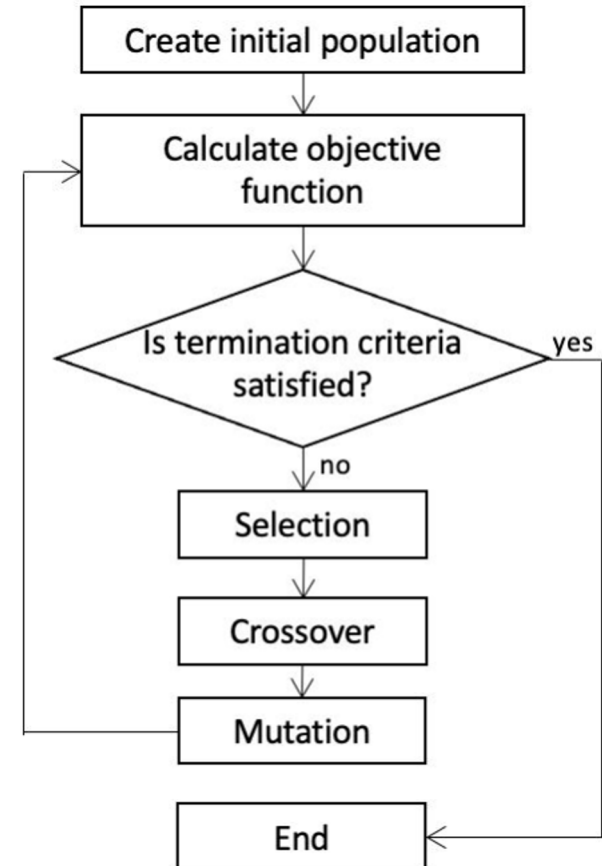 Create initial population
Calculate objective
function
Is termination criteria
satisfied?
yes
no
Selection
Crossover
Mutation
End